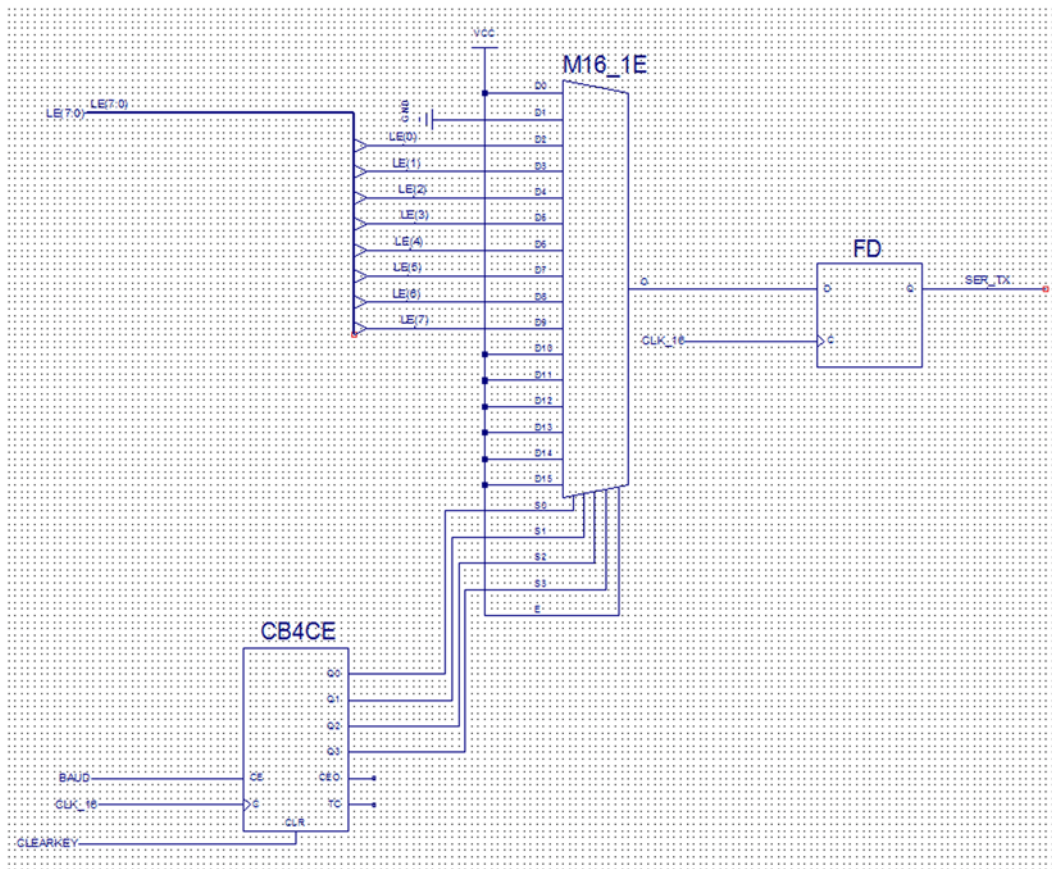 VCC
M16_1E
LE(7:0)
LE(7:0)
GND
D0
D1
LE(0)
D2
LE(1)
D3
LE(2)
D4
LE(3)
D5
LE(4)
D6
LE(5)
D7
LE(6)
D8
LE(7)
D9
D10
D11
D12
D13
D14
D15
O
FD
D
Q
SER_TX
CLK_16
C
S0
S1
S2
S3
E
CB4CE
Q0
Q1
Q2
Q3
BAUD
CE
CEO
CLK_16
C
TC
CLR
CLEARKEY